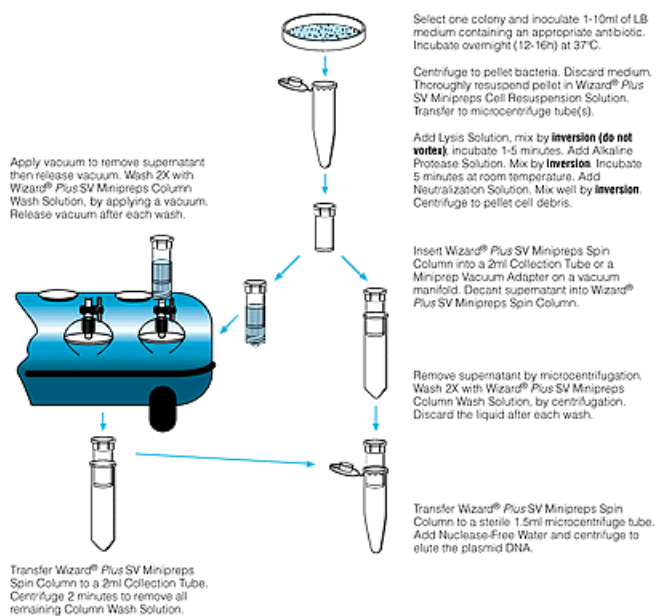 Select one colony and inoculate 1-10ml of LB
medium containing an appropriate antibiotic.
Incubate overnight (12-16h) at 37°C.
Centrifuge to pellet bacteria. Discard medium.
Thoroughly resuspend pellet in Wizard® Plus
SV Minipreps Cell Resuspension Solution.
Transfer to microcentrifuge tube(s).
Add Lysis Solution, mix by inversion (do not
vortex); incubate 1-5 minutes. Add Alkaline
Protease Solution. Mix by Inversion. Incubate
5 minutes at room temperature. Add
Neutralization Solution. Mix well by inversion.
Centrifuge to pellet cell debris.
Apply vacuum to remove supernatant
then release vacuum. Wash 2X with
Wizard® Plus SV Minipreps Column
Wash Solution, by applying a vacuum.
Release vacuum after each wash.
Insert Wizard® Plus SV Minipreps Spin
Column into a 2ml Collection Tube or a
Miniprep Vacuum Adapter on a vacuum
manifold. Decant supernatant into Wizard®
Plus SV Minipreps Spin Column.
Remove supernatant by microcentrifugation.
Wash 2X with Wizard® Plus SV Minipreps
Column Wash Solution, by centrifugation.
Discard the liquid after each wash.
Transfer Wizard® Plus SV Minipreps Spin
Column to a sterile 1.5ml microcentrifuge tube.
Add Nuclease-Free Water and centrifuge to
elute the plasmid DNA.
Transfer Wizard® Plus SV Minipreps
Spin Column to a 2ml Collection Tube.
Centrifuge 2 minutes to remove all
remaining Column Wash Solution.